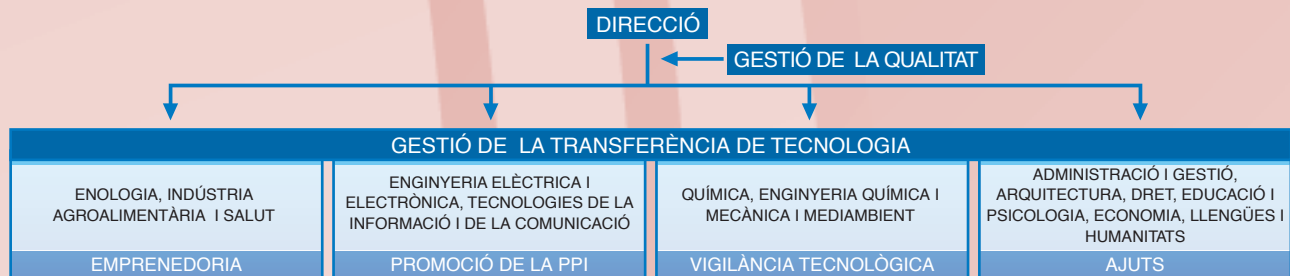 DIRECCIÓ
GESTIÓ DE LA QUALITAT
GESTIÓ DE LA TRANSFERÈNCIA DE TECNOLOGIA
ENOLOGIA, INDÚSTRIA
AGROALIMENTÀRIA I SALUT
EMPRENEDORIA
ENGINYERIA ELÈCTRICA I
ELECTRÒNICA, TECNOLOGIES DE LA
INFORMACIÓ I DE LA COMUNICACIÓ
PROMOCIÓ DE LA PPI
QUÍMICA, ENGINYERIA QUÍMICA I
MECÀNICA I MEDIAMBIENT
VIGILÀNCIA TECNOLÒGICA
ADMINISTRACIÓ I GESTIÓ,
ARQUITECTURA, DRET, EDUCACIÓ I
PSICOLOGIA, ECONOMIA, LLENGÜES I
HUMANITATS
AJUTS